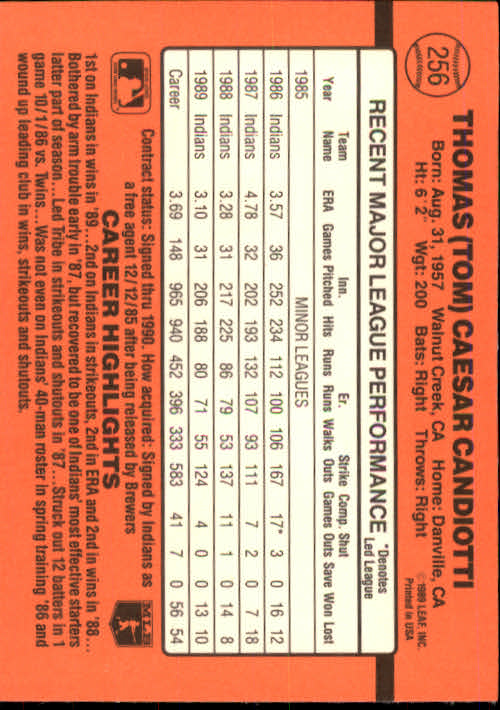 256
THOMAS (TOM) CAESAR CANDIOTTI
Born: Aug. 31, 1957 Walnut Creek, CA Home: Danville, CA
Ht: 6' 2" Wgt: 200 Bats: Right Throws: Right
©1989 LEAF, INC.
Printed in USA
RECENT MAJOR LEAGUE PERFORMANCE
*Denotes
Led League
Team Inn. Er. Strike Comp. Shut
Year Name ERA Games Pitched Hits Runs Runs Walks Outs Games Outs Save Won Lost
1985 MINOR LEAGUES
1986 Indians 3.57 36 252 234 112 100 106 167 17* 3 0 16 12
1987 Indians 4.78 32 202 193 132 107 93 111 7 2 0 7 18
1988 Indians 3.28 31 217 225 86 79 53 137 11 1 0 14 8
1989 Indians 3.10 31 206 188 80 71 55 124 4 0 0 13 10
Career 3.69 148 965 940 452 396 333 583 41 7 0 56 54
Contract status: Signed thru 1990. How acquired: Signed by Indians as
a free agent 12/12/85 after being released by Brewers
MLB
CAREER HIGHLIGHTS
1st on Indians in wins in '89...2nd on Indians in strikeouts, 2nd in ERA and 2nd in wins in '88...
Bothered by arm trouble early in '87, but recovered to be one of Indians' most effective starters
latter part of season...Led Tribe in strikeouts and shutouts in '87...Struck out 12 batters in 1
game 10/1/86 vs. Twins...Was not even on Indians' 40-man roster in spring training '86 and
wound up leading club in wins, strikeouts and shutouts.